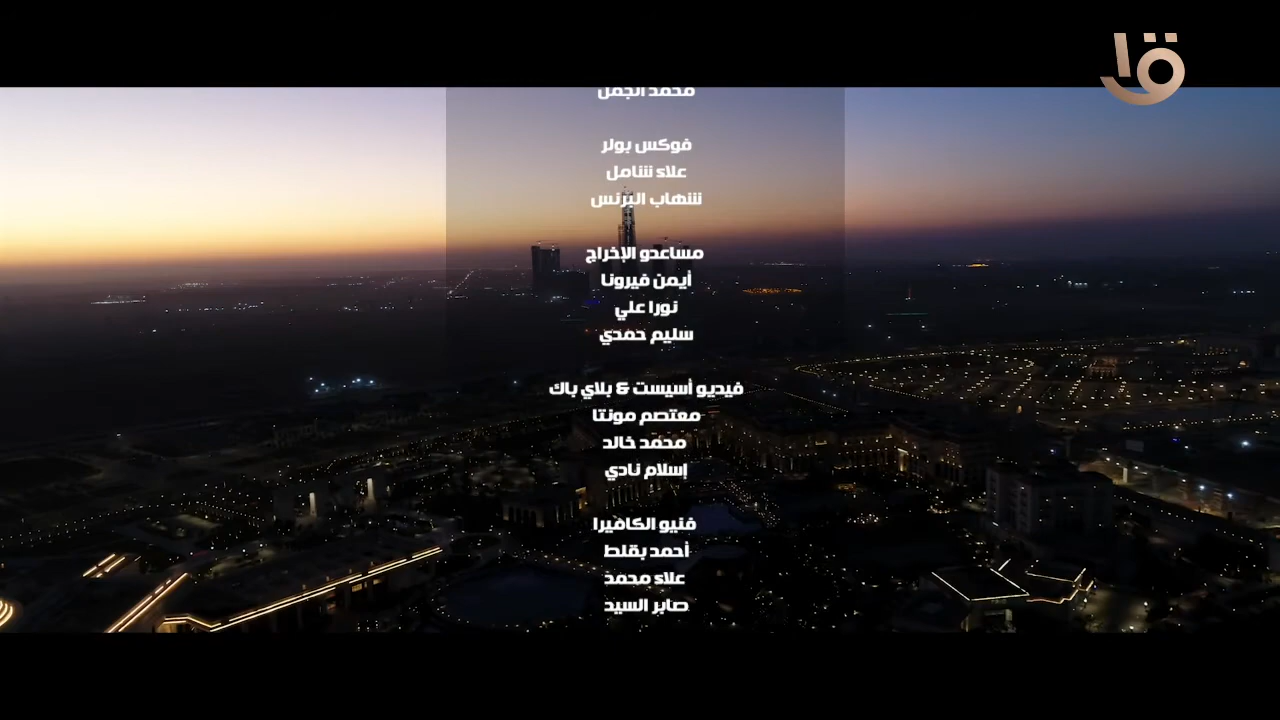 محمد الجمل
فوكس بولر
علاء شامل
شهاب البرنس
مساعدو الإخراج
أيمن فيرونا
نورا علي
سليم حمدي
فيديو أسيست & بلاي باك
معتصم مونتا
محمد خالد
إسلام نادي
فنيو الكاميرا
أحمد بقلط
علاء محمد
صابر السيد